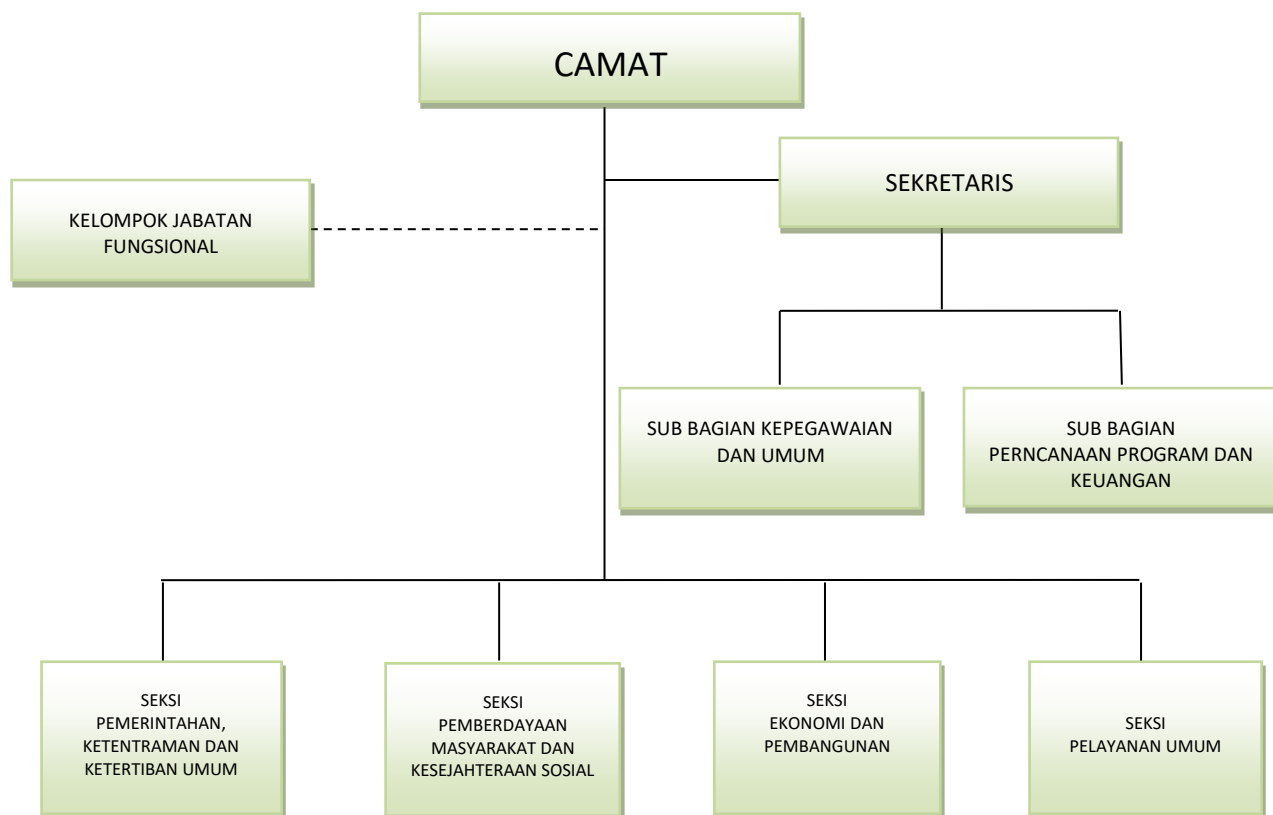 CAMAT
SEKRETARIS
KELOMPOK JABATAN
FUNGSIONAL
SUB BAGIAN KEPEGAWAIAN
DAN UMUM
SUB BAGIAN
PERNCANAAN PROGRAM DAN
KEUANGAN
SEKSI
PEMERINTAHAN,
KETENTRAMAN DAN
KETERTIBAN UMUM
SEKSI
PEMBERDAYAAN
MASYARAKAT DAN
KESEJAHTERAAN SOSIAL
SEKSI
EKONOMI DAN
PEMBANGUNAN
SEKSI
PELAYANAN UMUM